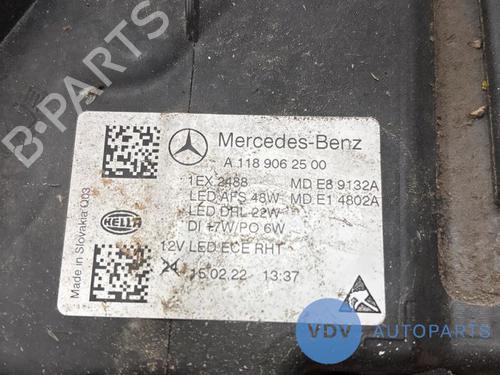 B-PARTS
Mercedes-Benz
A 118 906 25 00
1EX 2488 MD E8 9132A
LED AFS 48W MD E1 4802A
LED DRL 22W
DI 17W/PO 6W
12V LED ECE RHT
15.02.22 13:37
Made in Slovakia Q03
HELLA
VDV AUTOPARTS